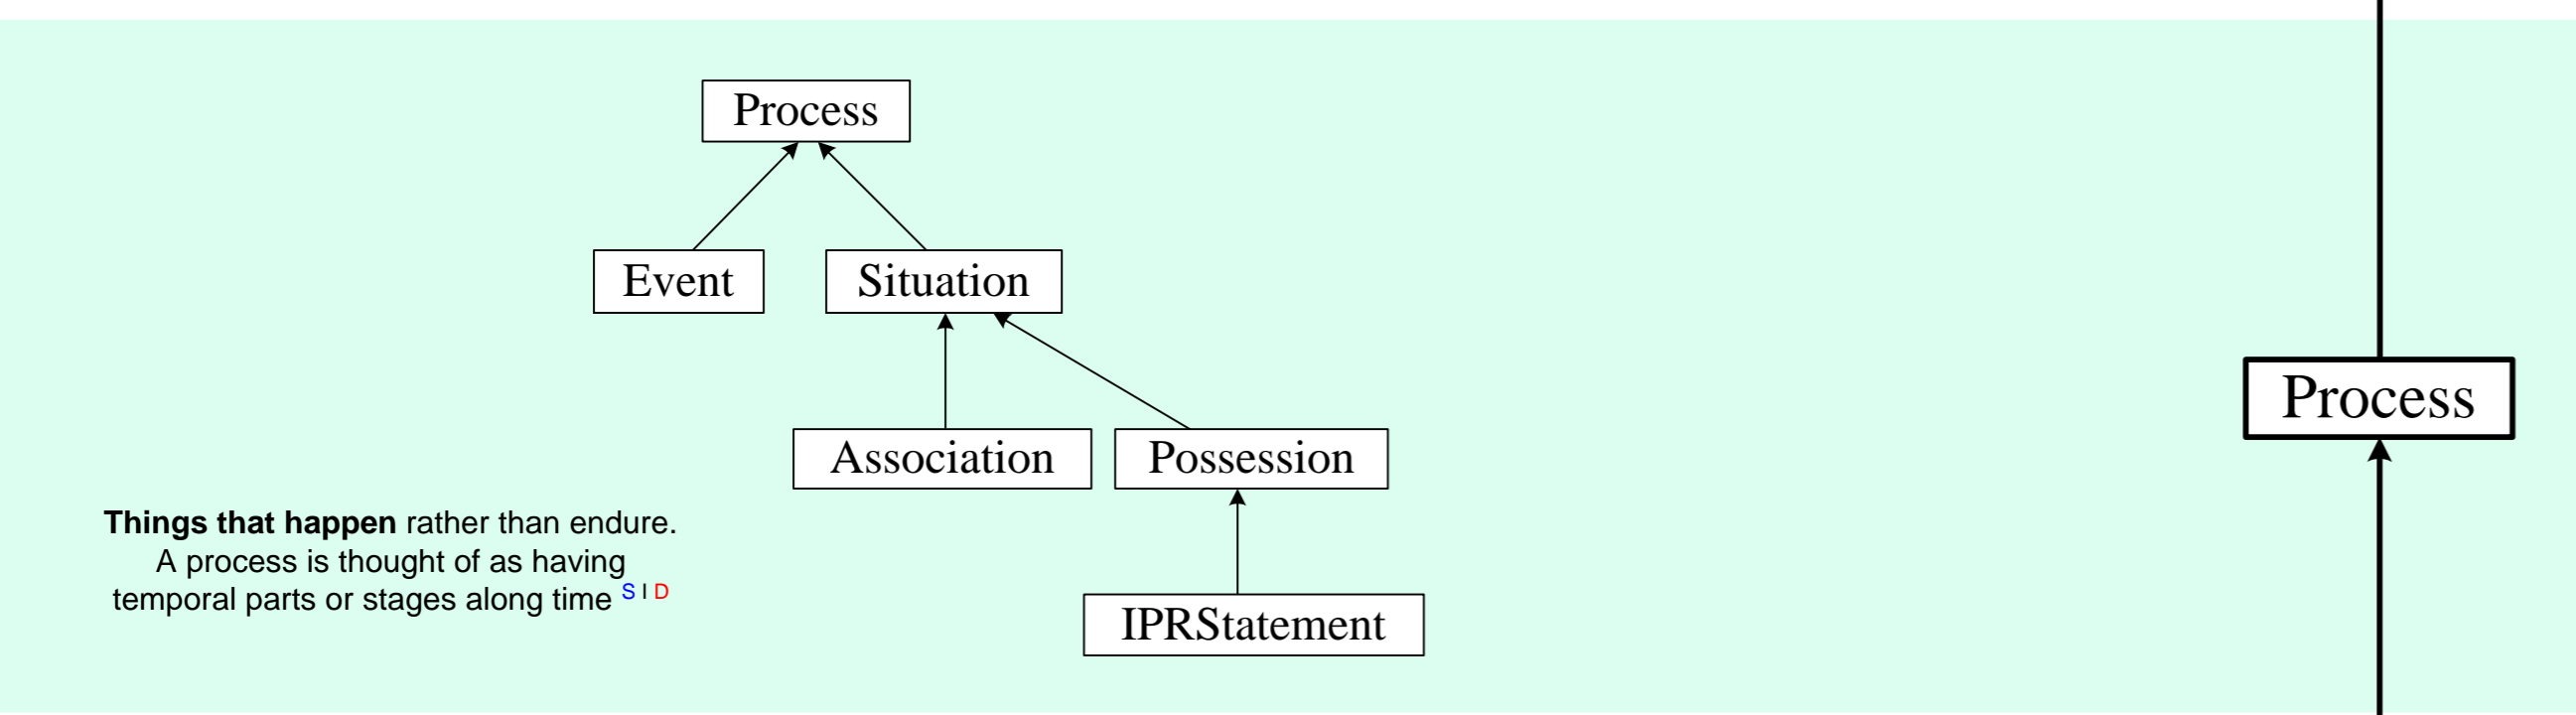 Process
Event
Situation
Process
Association
Possession
Things that happen rather than endure.
A process is thought of as having
temporal parts or stages along time S I D
IPRStatement